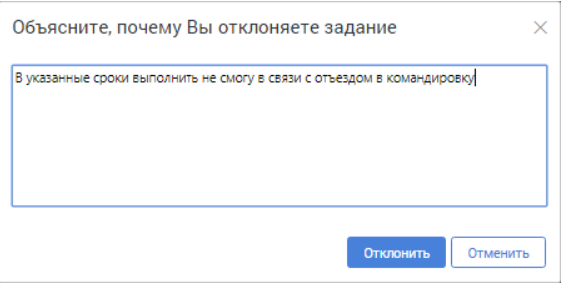 Объясните, почему Вы отклоняете задание
В указанные сроки выполнить не смогу в связи с отъездом в командировку
Отклонить
Отменить